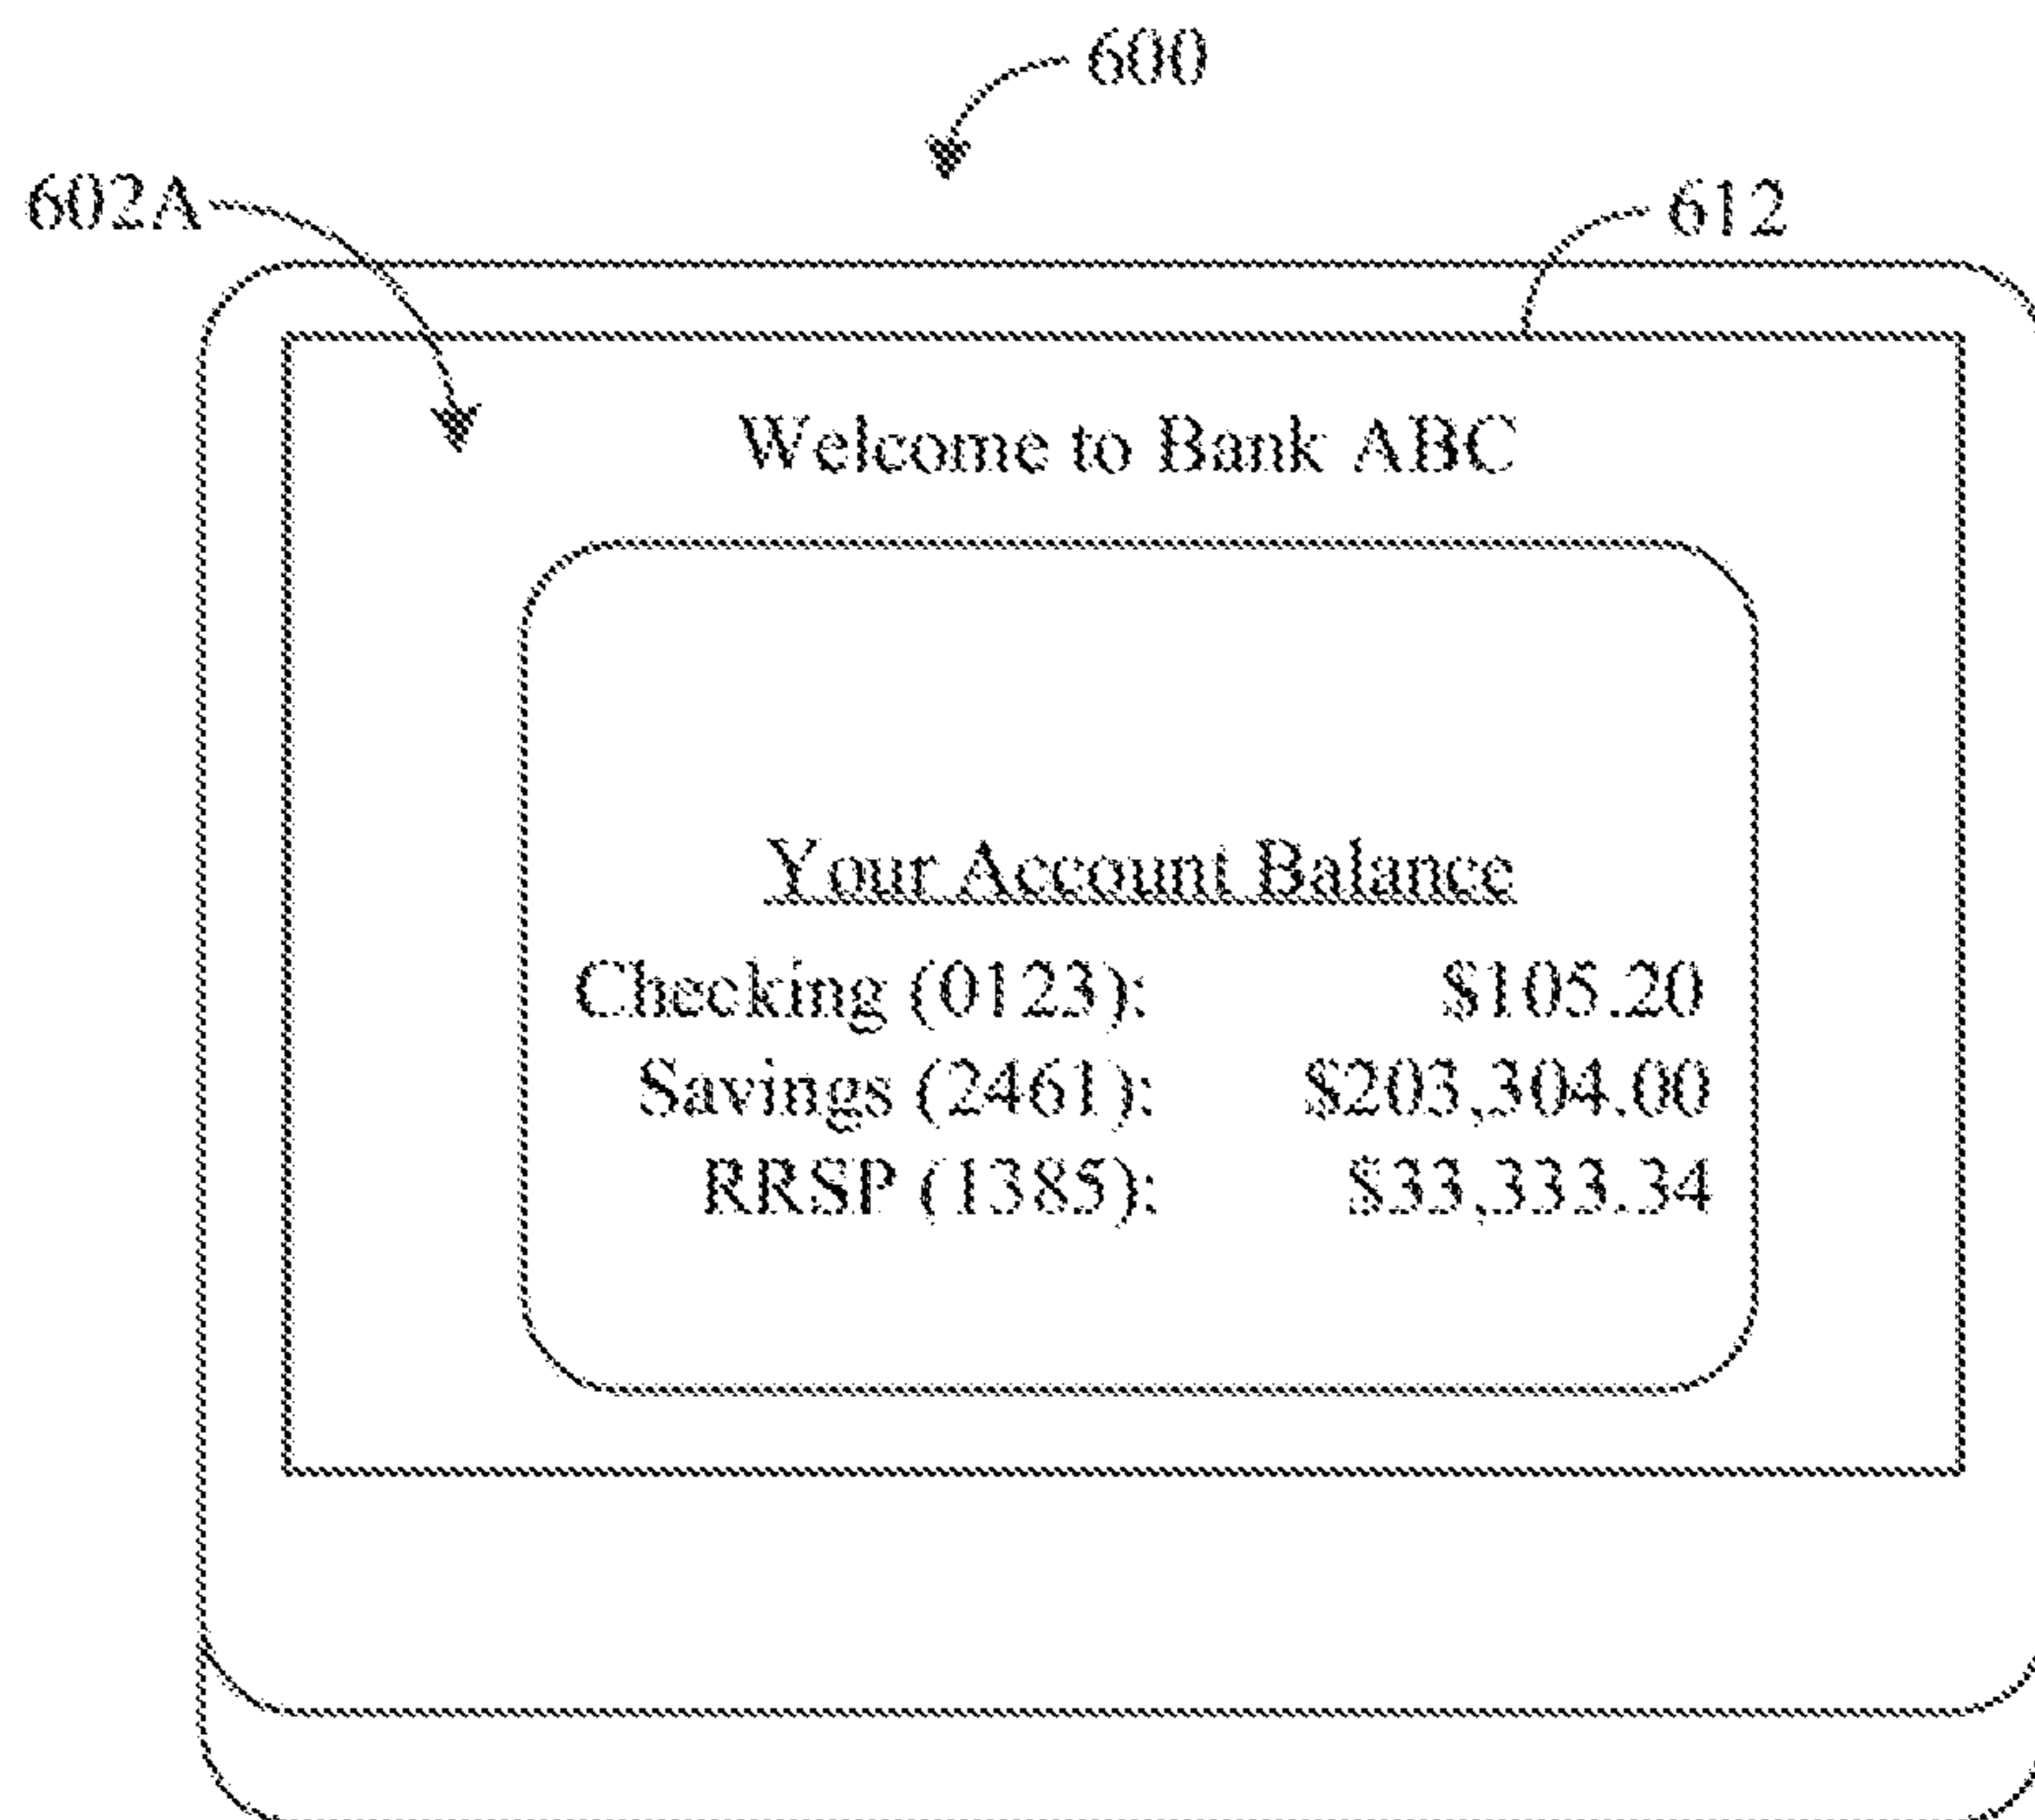 600
602A
612
Welcome to Bank ABC
Your Account Balance
Checking (0123): $105.20
Savings (2461): $203,304.00
RRSP (1385): $33,333.34